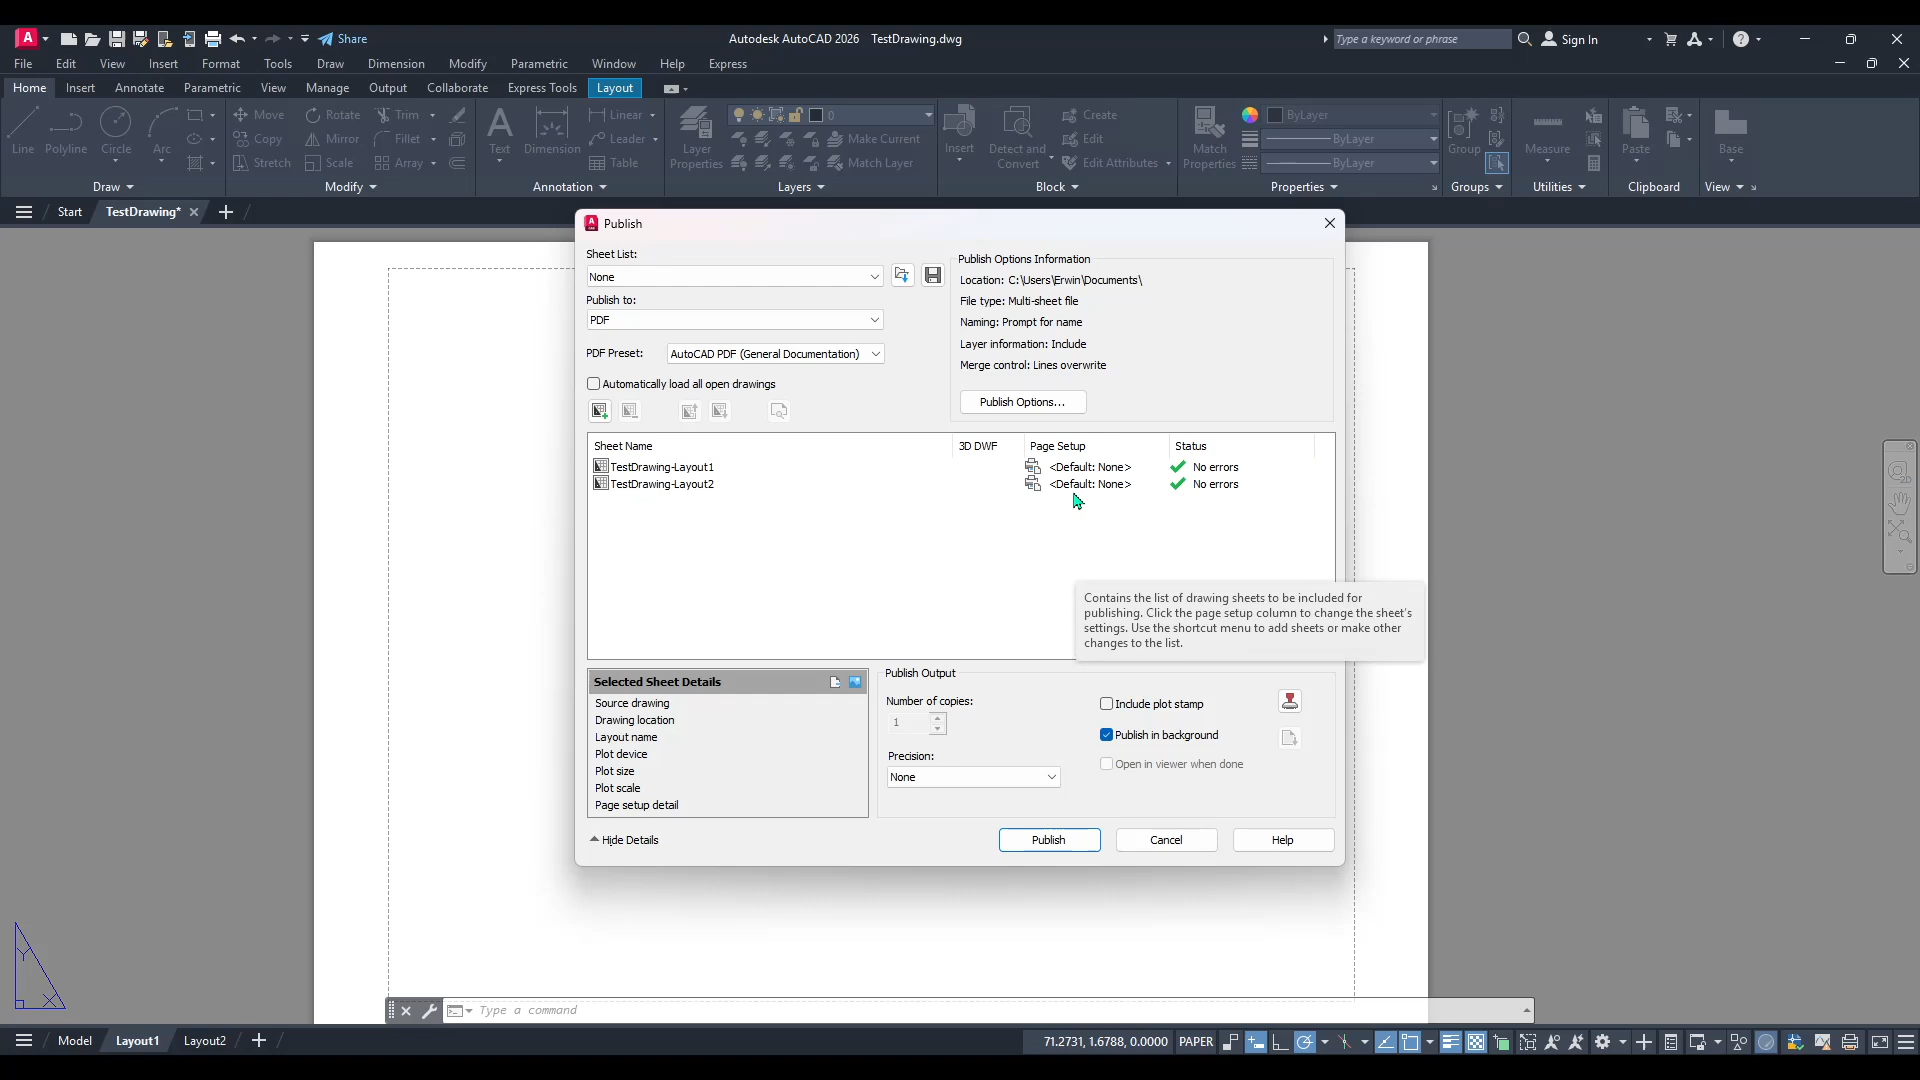 Share
Autodesk AutoCAD 2026 TestDrawing.dwg
Type a keyword or phrase
Sign In
File Edit View Insert Format Tools Draw Dimension Modify Parametric Window Help Express
Home Insert Annotate Parametric View Manage Output Collaborate Express Tools Layout
Line Polyline Circle Arc
Move Rotate Trim
Copy Mirror Fillet
Stretch Scale Array
Text Dimension
Linear
Leader
Table
Layer Properties
0
Make Current
Match Layer
Insert
Detect and Convert
Create
Edit
Edit Attributes
Match Properties
ByLayer
ByLayer
ByLayer
Group
Measure
Paste
Base
Draw Modify Annotation Layers Block Properties Groups Utilities Clipboard View
Start TestDrawing*
Publish
Sheet List:
None
Publish to:
PDF
PDF Preset: AutoCAD PDF (General Documentation)
Automatically load all open drawings
Publish Options Information
Location: C:\Users\Erwin\Documents\
File type: Multi-sheet file
Naming: Prompt for name
Layer information: Include
Merge control: Lines overwrite
Publish Options...
Sheet Name 3D DWF Page Setup Status
TestDrawing-Layout1 <Default: None> No errors
TestDrawing-Layout2 <Default: None> No errors
Contains the list of drawing sheets to be included for
publishing. Click the page setup column to change the sheet's
settings. Use the shortcut menu to add sheets or make other
changes to the list.
Selected Sheet Details
Source drawing
Drawing location
Layout name
Plot device
Plot size
Plot scale
Page setup detail
Publish Output
Number of copies:
1
Precision:
None
Include plot stamp
Publish in background
Open in viewer when done
Hide Details
Publish Cancel Help
Y
X
Type a command
Model Layout1 Layout2
71.2731, 1.6788, 0.0000 PAPER